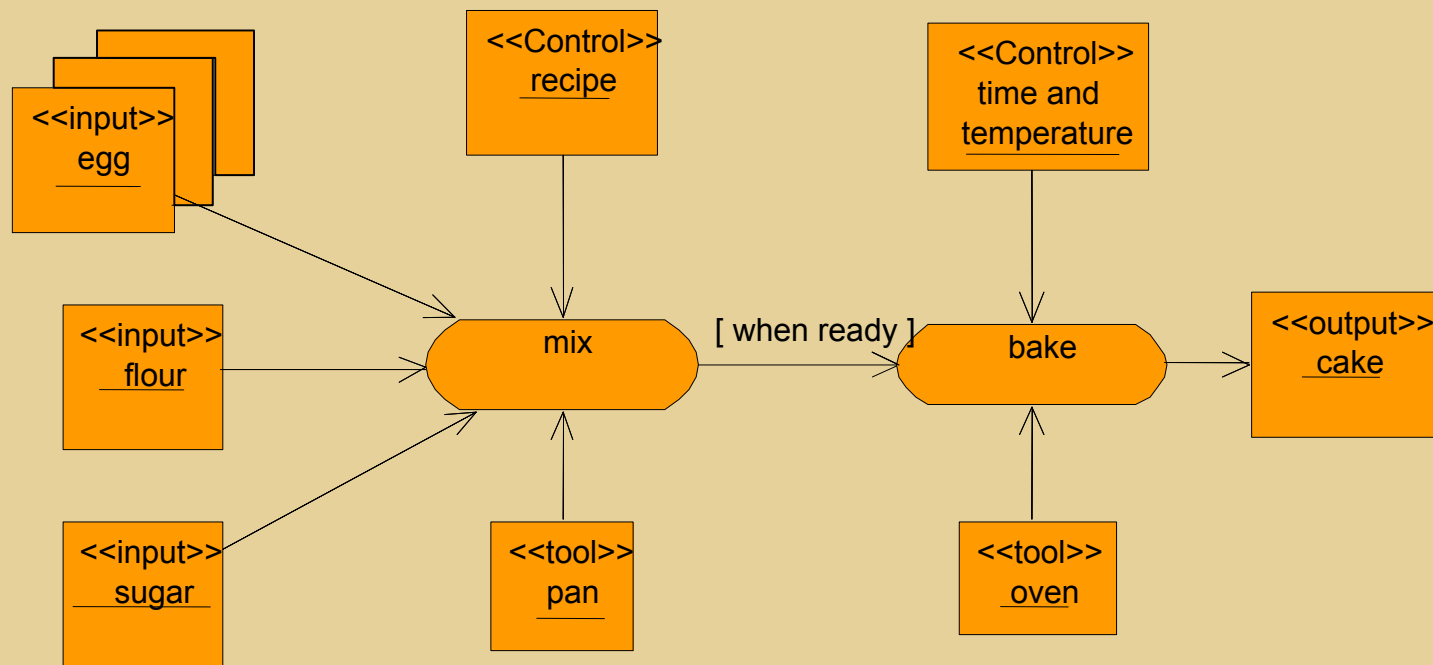 <<Control>>
recipe
<<Control>>
time and
temperature
<<input>>
egg
<<input>>
flour
mix
[ when ready ]
bake
<<output>>
cake
<<input>>
sugar
<<tool>>
pan
<<tool>>
oven